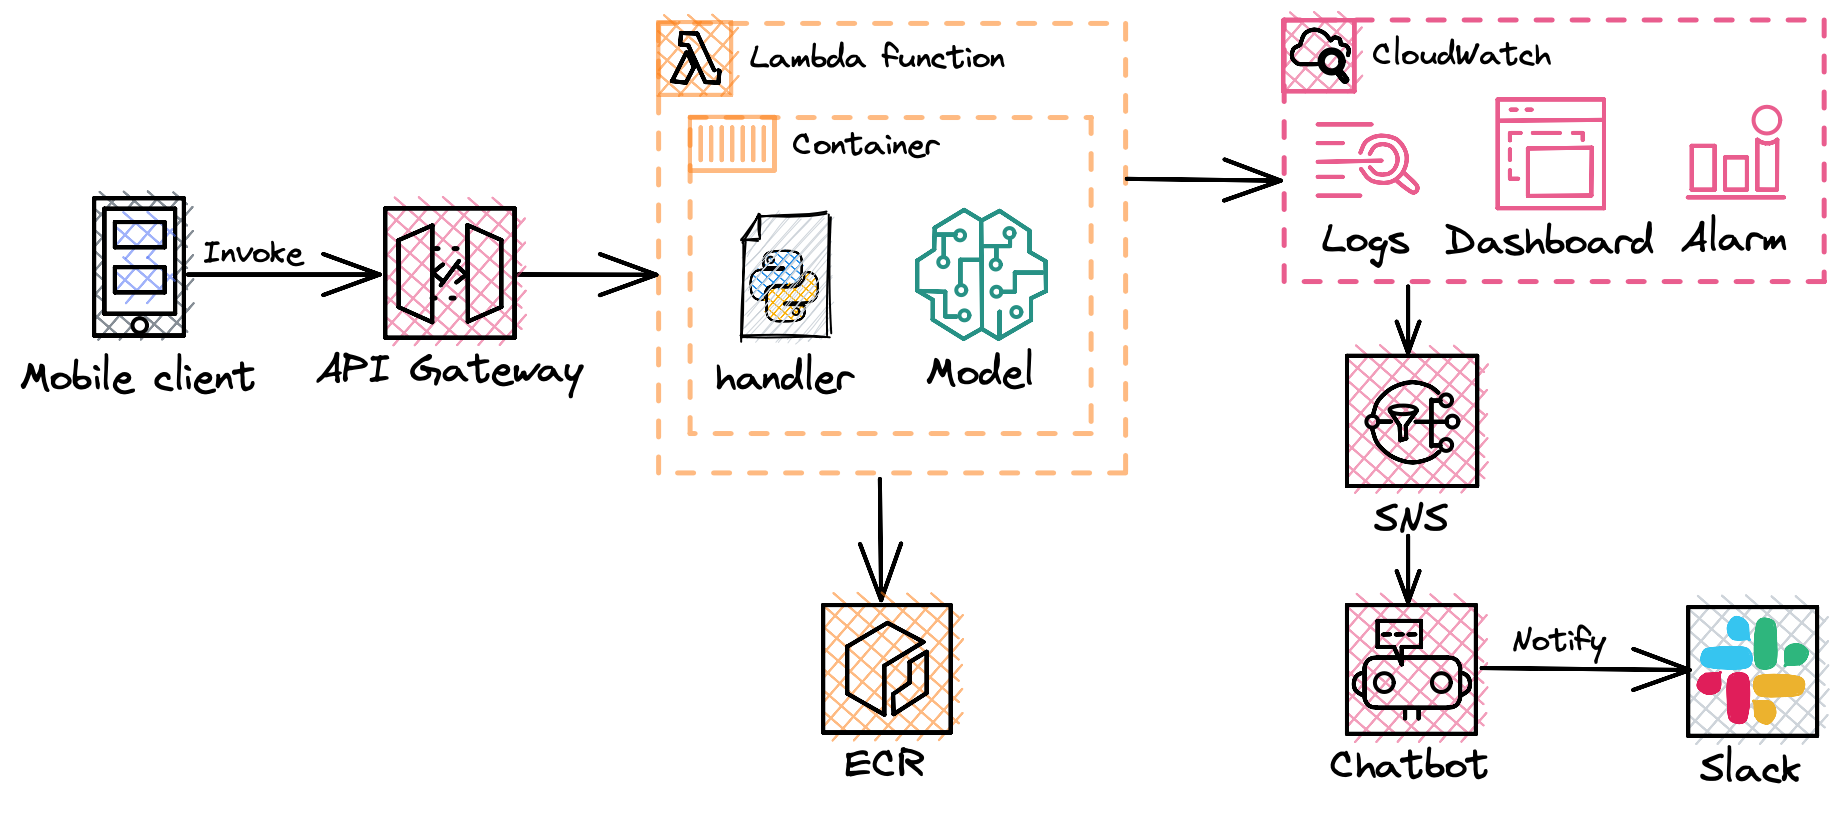 Lambda function
CloudWatch
Container
Invoke
Logs
Dashboard
Alarm
Mobile client
API Gateway
handler
Model
SNS
Notify
ECR
Chatbot
Slack